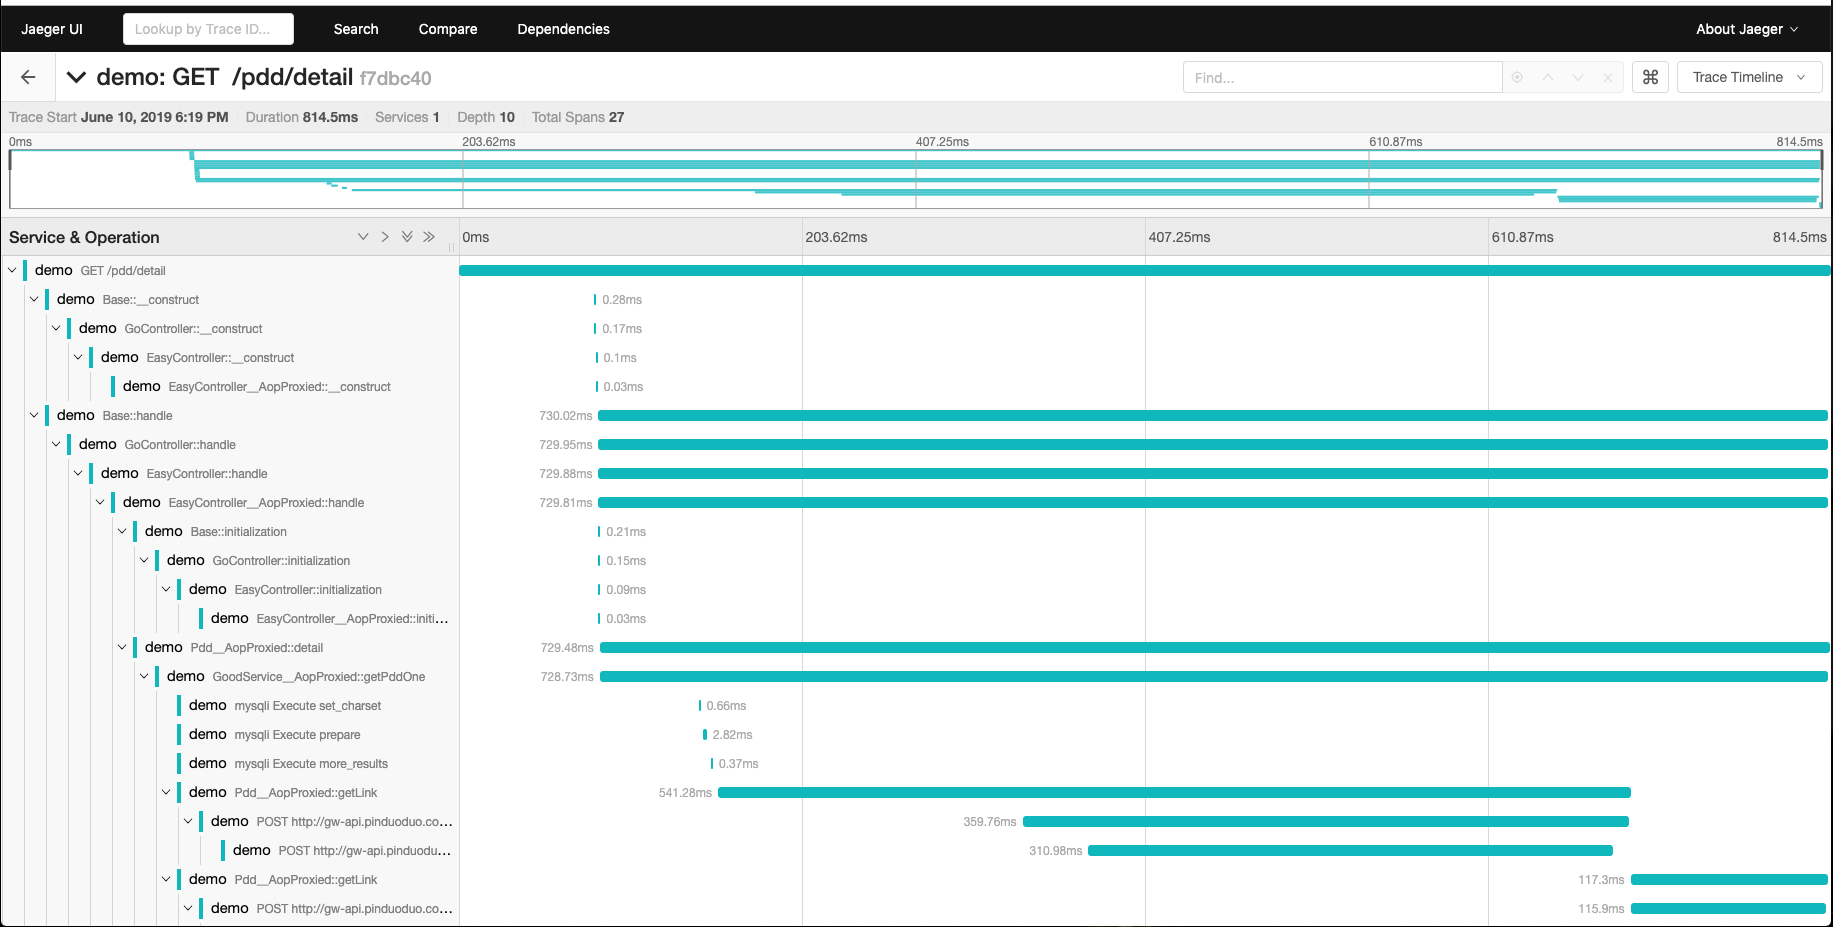 Jaeger UI Lookup by Trace ID... Search Compare Dependencies About Jaeger
demo: GET /pdd/detail f7dbc40 Find... ⌘ Trace Timeline
Trace Start June 10, 2019 6:19 PM Duration 814.5ms Services 1 Depth 10 Total Spans 27
0ms 203.62ms 407.25ms 610.87ms 814.5ms
Service & Operation 0ms 203.62ms 407.25ms 610.87ms 814.5ms
demo GET /pdd/detail
demo Base::__construct 0.28ms
demo GoController::__construct 0.17ms
demo EasyController::__construct 0.1ms
demo EasyController__AopProxied::__construct 0.03ms
demo Base::handle 730.02ms
demo GoController::handle 729.95ms
demo EasyController::handle 729.88ms
demo EasyController__AopProxied::handle 729.81ms
demo Base::initialization 0.21ms
demo GoController::initialization 0.15ms
demo EasyController::initialization 0.09ms
demo EasyController__AopProxied::initi... 0.03ms
demo Pdd__AopProxied::detail 729.48ms
demo GoodService__AopProxied::getPddOne 728.73ms
demo mysqli Execute set_charset 0.66ms
demo mysqli Execute prepare 2.82ms
demo mysqli Execute more_results 0.37ms
demo Pdd__AopProxied::getLink 541.28ms
demo POST http://gw-api.pinduoduo.co... 359.76ms
demo POST http://gw-api.pinduodu... 310.98ms
demo Pdd__AopProxied::getLink 117.3ms
demo POST http://gw-api.pinduoduo.co... 115.9ms